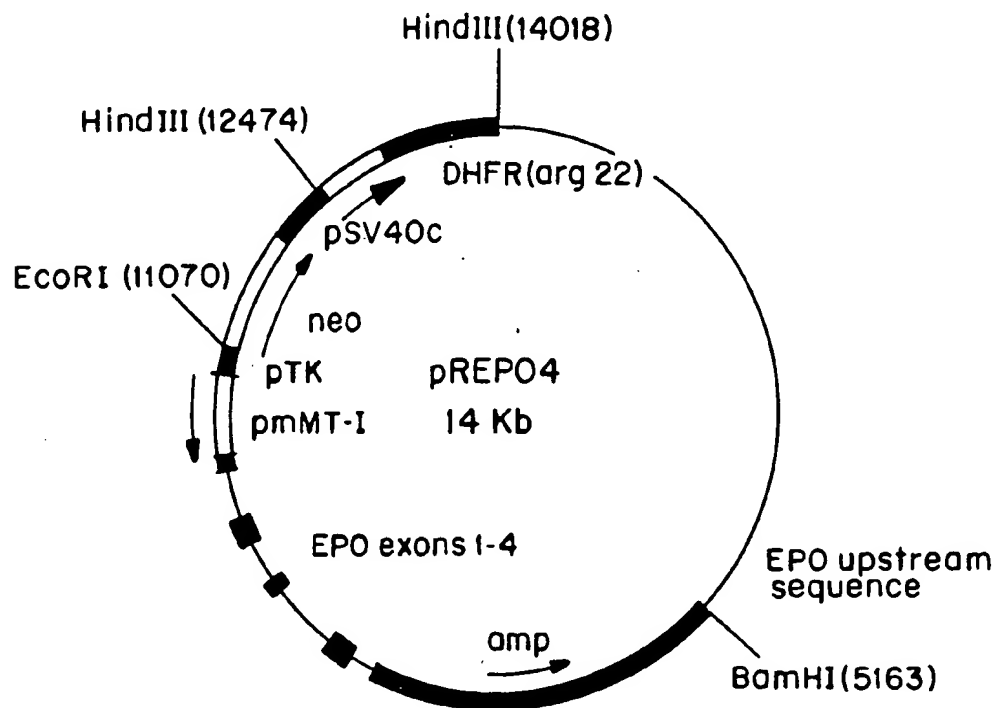 HindIII(14018)
HindIII (12474)
DHFR(arg 22)
pSV40c
EcoRI (11070)
neo
pTK
pREPO4
pmMT-I
14 Kb
EPO exons 1-4
EPO upstream
sequence
amp
BamHI(5163)